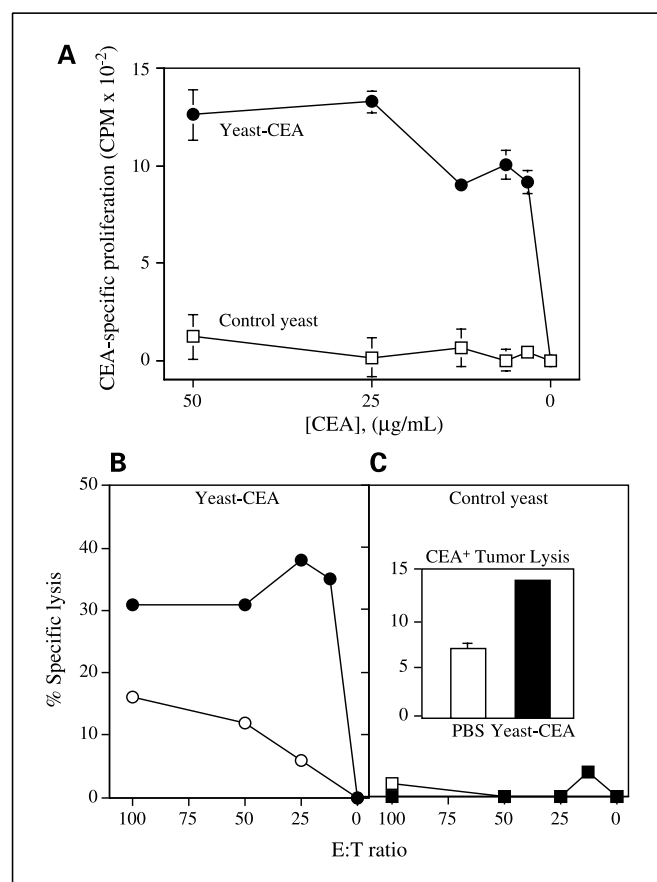 A
CEA-specific proliferation (CPM x 10⁻²)
15
10
5
0
Yeast-CEA
Control yeast
50
25
0
[CEA], (μg/mL)
B
Yeast-CEA
% Specific lysis
50
40
30
20
10
0
100
75
50
25
0
E:T ratio
C
Control yeast
CEA⁺ Tumor Lysis
15
10
5
0
PBS Yeast-CEA
100
75
50
25
0